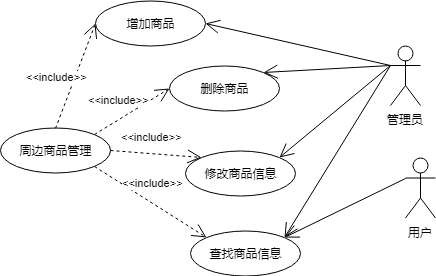 增加商品
<<include>>
删除商品
<<include>>
管理员
<<include>>
周边商品管理
修改商品信息
<<include>>
用户
查找商品信息